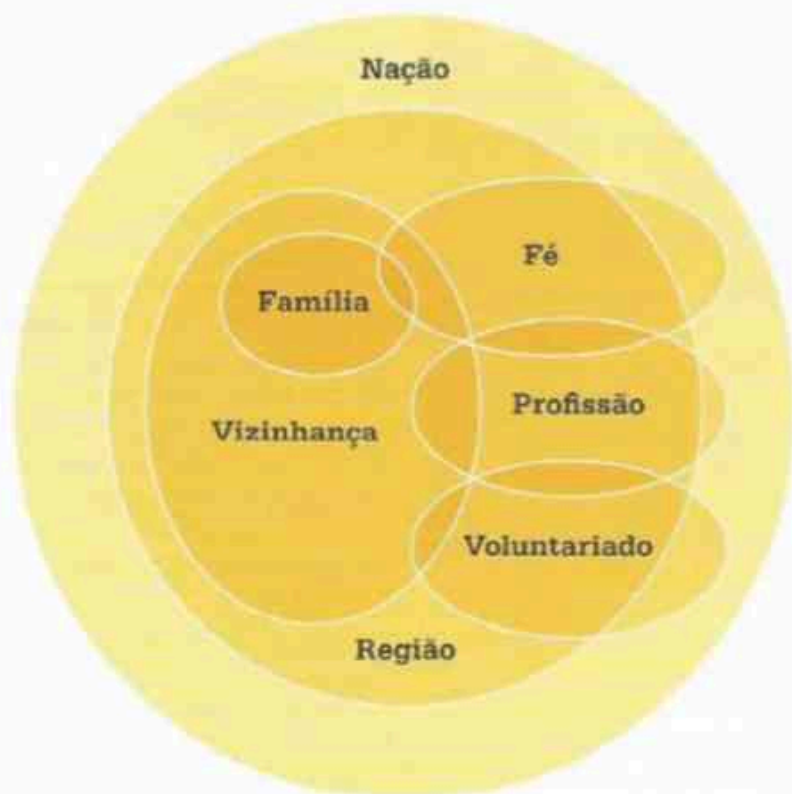 Nação
Fé
Família
Profissão
Vizinhança
Voluntariado
Região